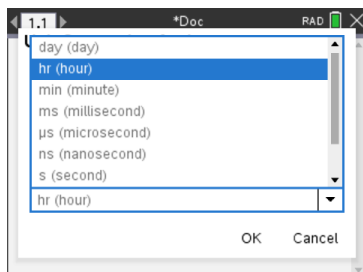 1.1 *Doc RAD
U
day (day)
hr (hour)
min (minute)
ms (millisecond)
µs (microsecond)
ns (nanosecond)
s (second)
hr (hour)
OK Cancel